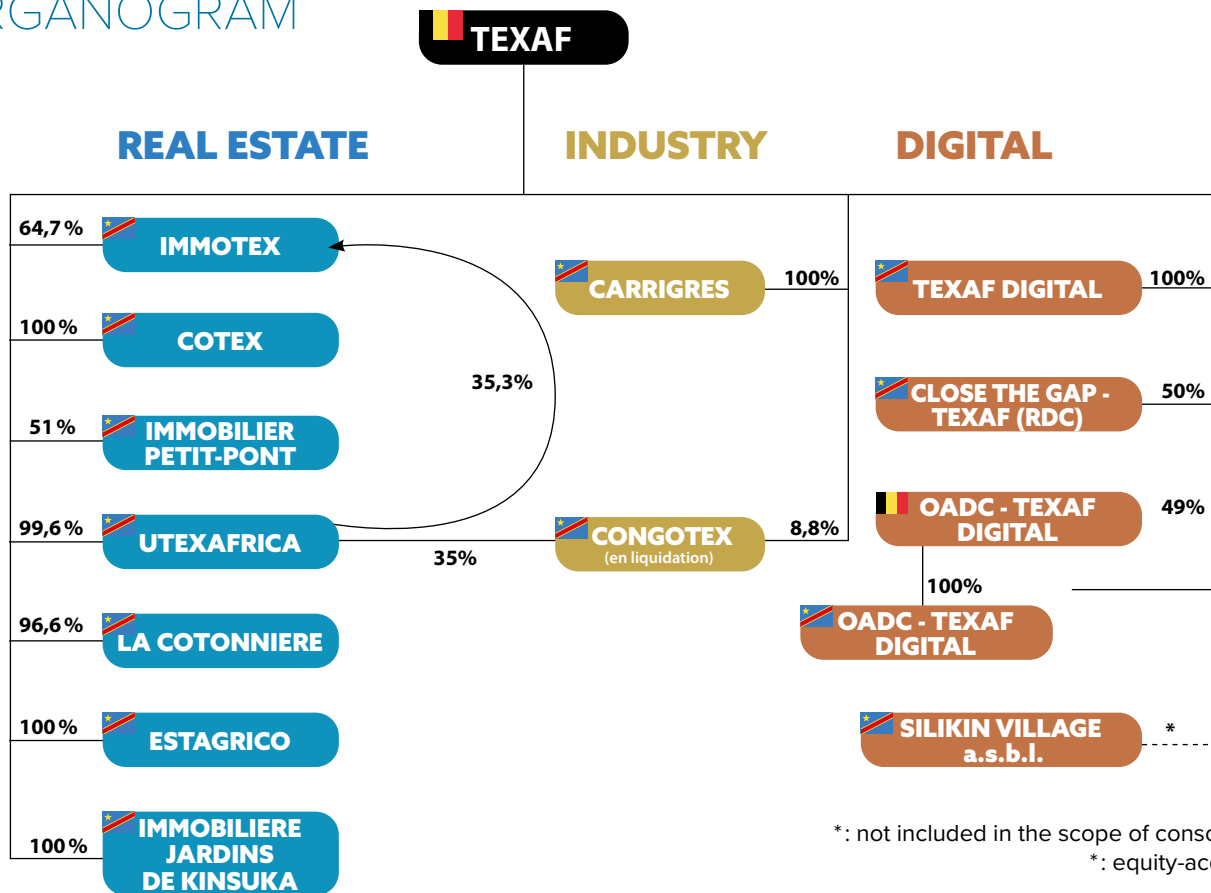 RGANOGRAM
TEXAF
REAL ESTATE
INDUSTRY
DIGITAL
64,7 %
IMMOTEX
100 %
COTEX
51 %
IMMOBILIER
PETIT-PONT
99,6 %
UTEXAFRICA
96,6 %
LA COTONNIERE
100 %
ESTAGRICO
100 %
IMMOBILIERE
JARDINS
DE KINSUKA
35,3%
35%
CARRIGRES
100%
CONGOTEX
(en liquidation)
8,8%
TEXAF DIGITAL
100%
CLOSE THE GAP -
TEXAF (RDC)
50%
OADC - TEXAF
DIGITAL
49%
100%
OADC - TEXAF
DIGITAL
SILIKIN VILLAGE
a.s.b.l.
*
*: not included in the scope of conso
*: equity-acc